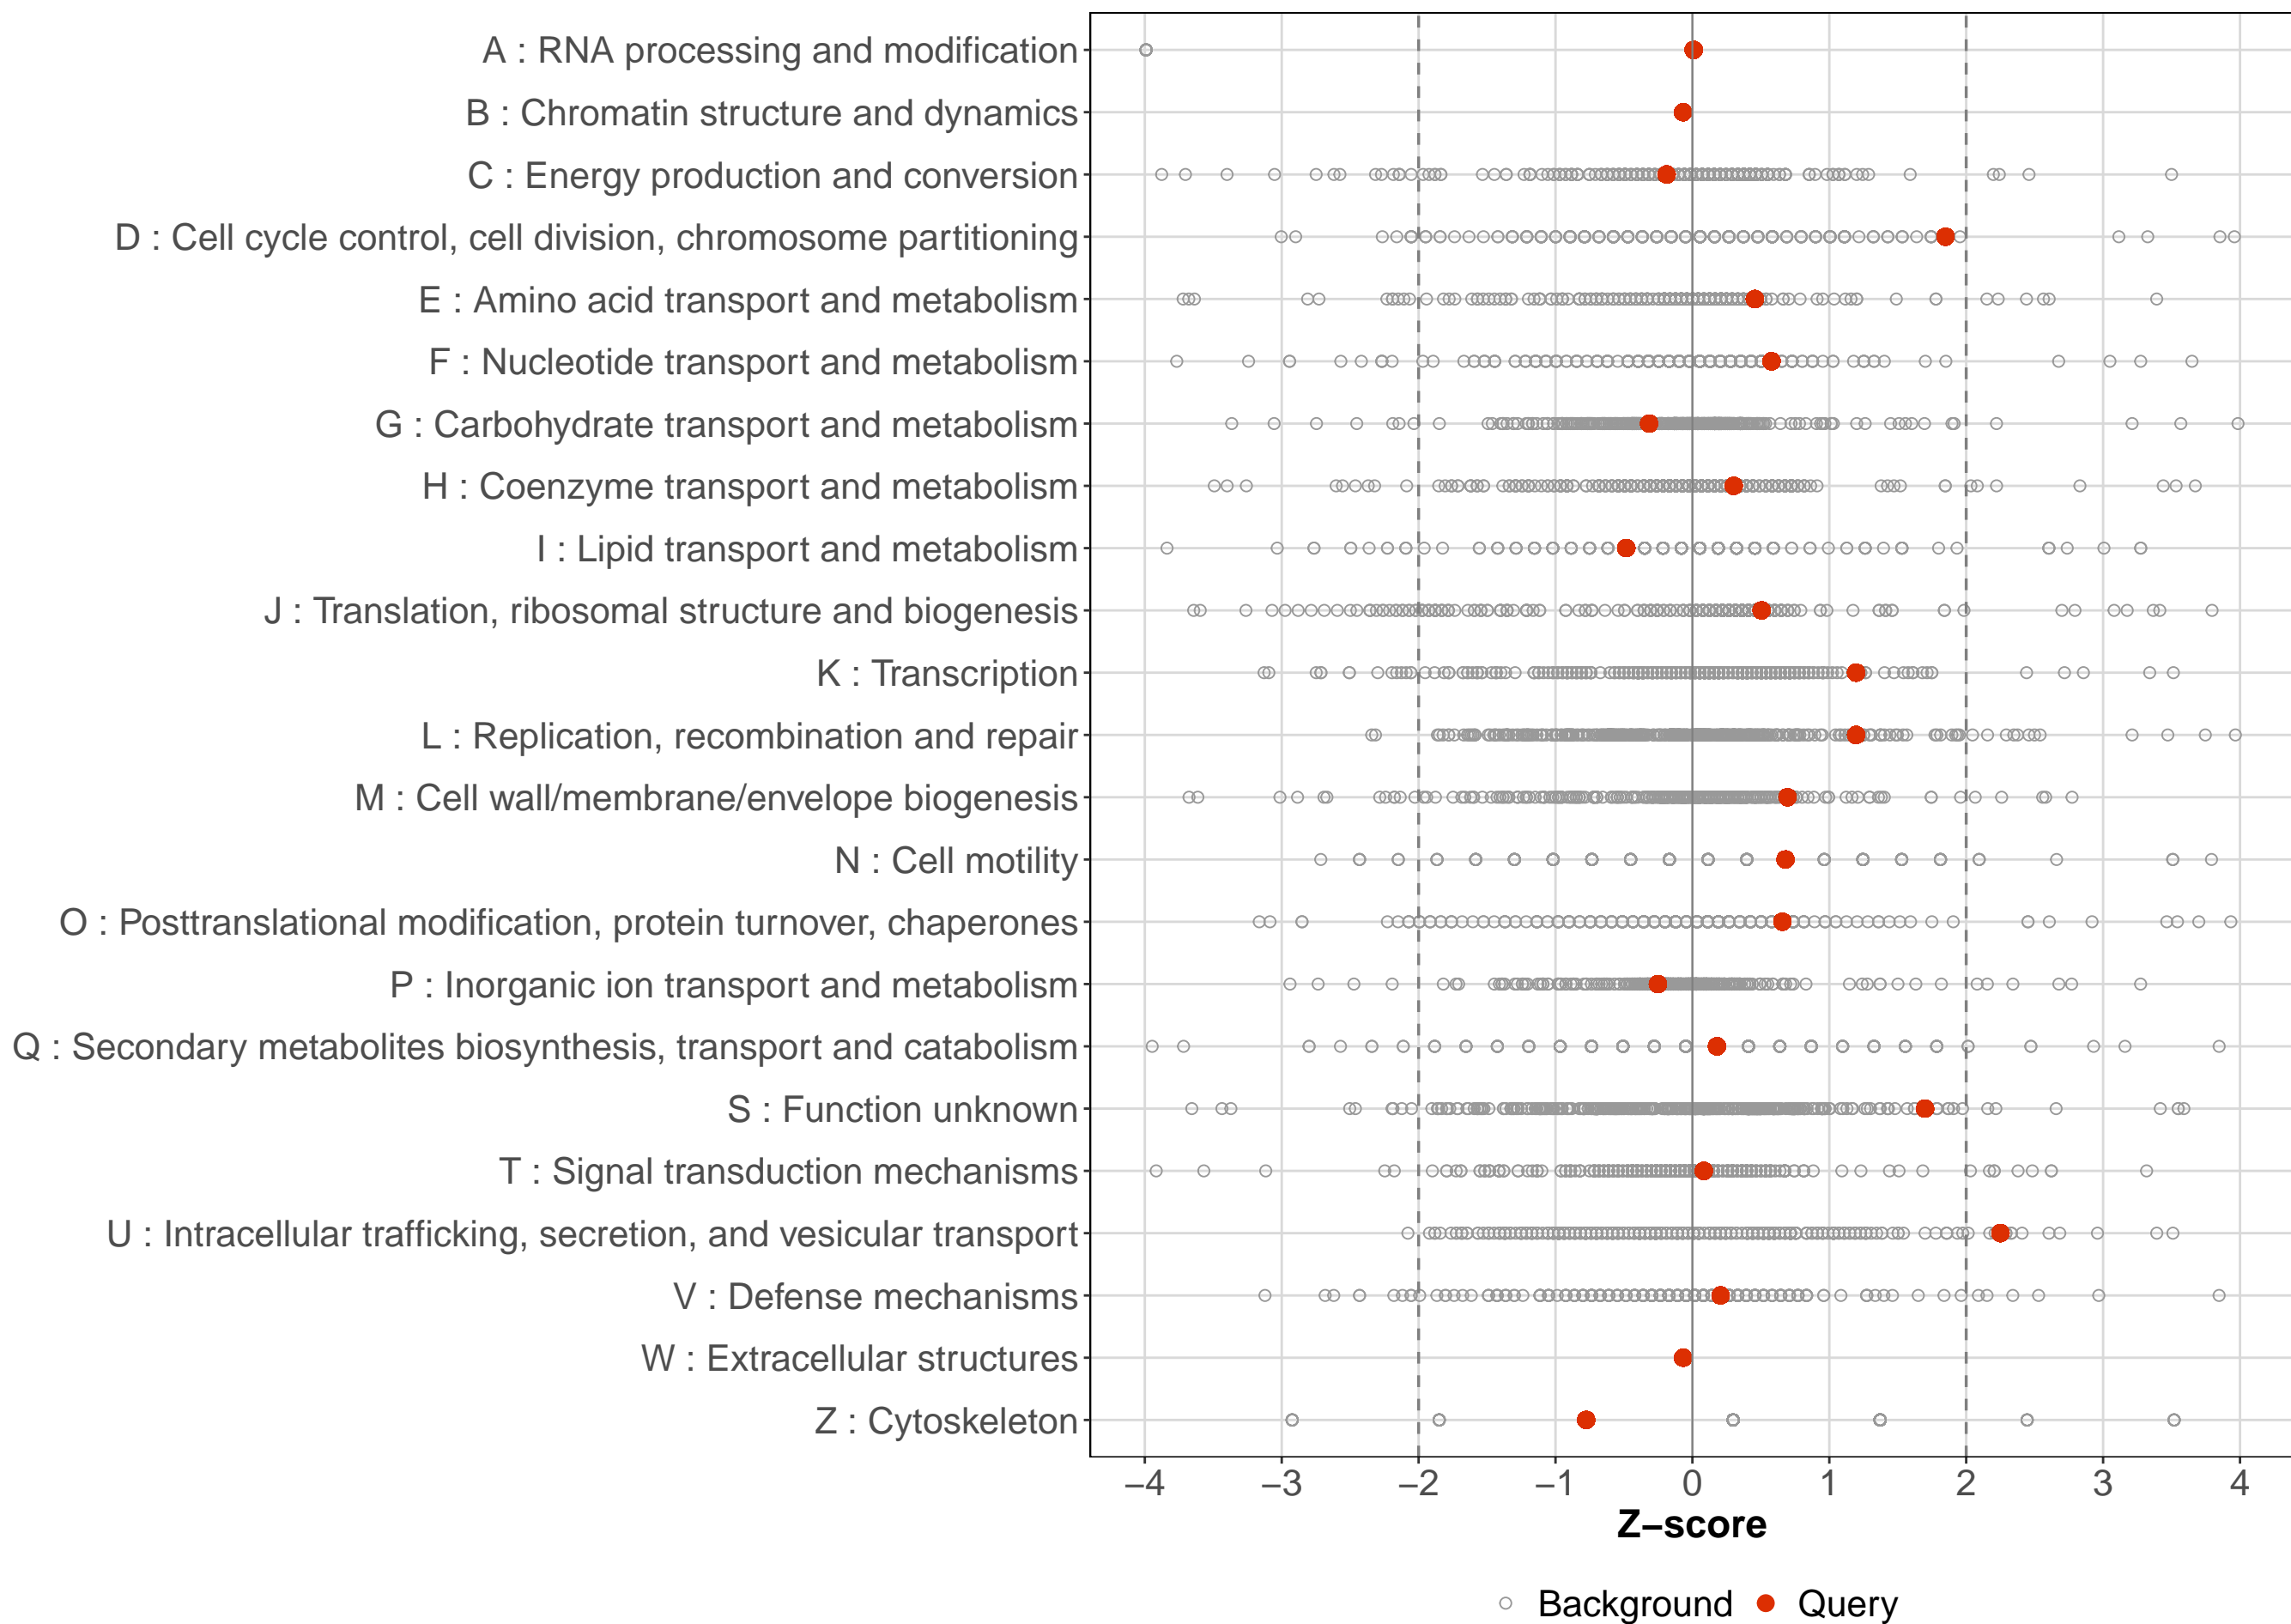 A : RNA processing and modification
B : Chromatin structure and dynamics
C : Energy production and conversion
D : Cell cycle control, cell division, chromosome partitioning
E : Amino acid transport and metabolism
F : Nucleotide transport and metabolism
G : Carbohydrate transport and metabolism
H : Coenzyme transport and metabolism
I : Lipid transport and metabolism
J : Translation, ribosomal structure and biogenesis
K : Transcription
L : Replication, recombination and repair
M : Cell wall/membrane/envelope biogenesis
N : Cell motility
O : Posttranslational modification, protein turnover, chaperones
P : Inorganic ion transport and metabolism
Q : Secondary metabolites biosynthesis, transport and catabolism
S : Function unknown
T : Signal transduction mechanisms
U : Intracellular trafficking, secretion, and vesicular transport
V : Defense mechanisms
W : Extracellular structures
Z : Cytoskeleton
−4 −3 −2 −1 0 1 2 3 4
Z−score
Background Query